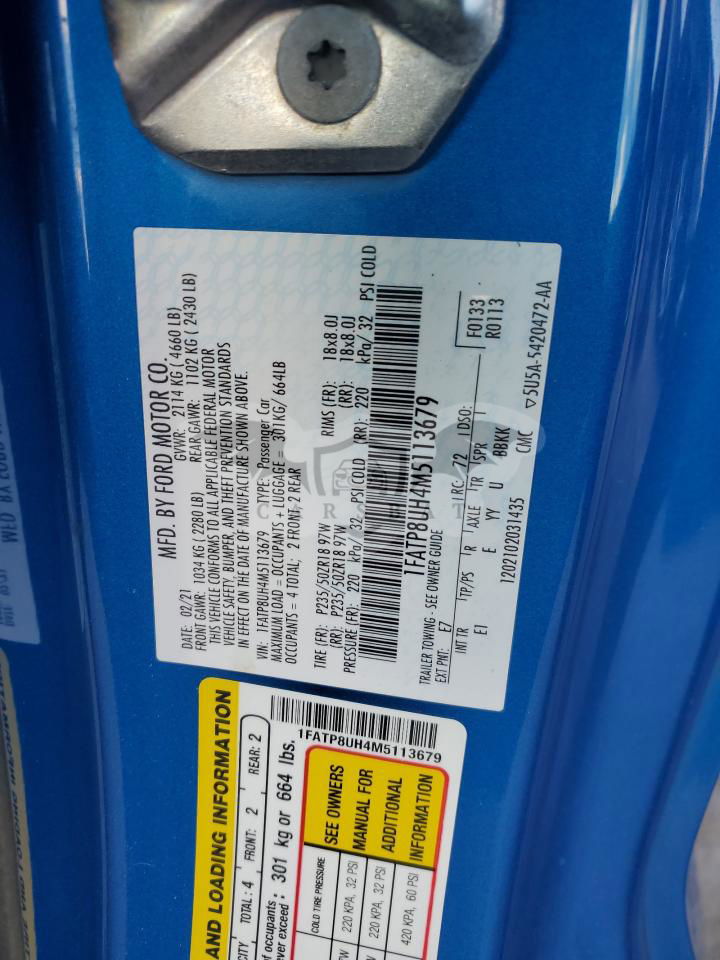 MFD. BY FORD MOTOR CO.
DATE: 02/21 GVWR: 2114 KG ( 4660 LB)
FRONT GAWR: 1034 KG ( 2280 LB) REAR GAWR: 1102 KG ( 2430 LB)
THIS VEHICLE CONFORMS TO ALL APPLICABLE FEDERAL MOTOR
VEHICLE SAFETY, BUMPER, AND THEFT PREVENTION STANDARDS
IN EFFECT ON THE DATE OF MANUFACTURE SHOWN ABOVE.
VIN: 1FATP8UH4M5113679 TYPE: Passenger Car
MAXIMUM LOAD = OCCUPANTS + LUGGAGE = 301KG/ 664LB
OCCUPANTS = 4 TOTAL; 2 FRONT- 2 REAR
TIRE (FR): P235/50ZR18 97W RIMS (FR): 18x8.0J
(RR): P235/50ZR18 97W (RR): 18x8.0J
PRESSURE (FR): 220 kPa/ 32 PSI COLD (RR): 220 kPa/ 32 PSI COLD
1FATP8UH4M5113679
TRAILER TOWING - SEE OWNER GUIDE
EXT PNT: E7 RC: 72 DSO: F0133
INT TR TP/PS R AXLE TR SPR R0113
E1 E YY U BBKK
1202102031435 CMC ▽5U5A-5420472-AA
CARSBAT
AND LOADING INFORMATION
TOTAL : 4 FRONT: 2 REAR: 2
of occupants
ever exceed : 301 kg or 664 lbs.
1FATP8UH4M5113679
COLD TIRE PRESSURE
220 KPA, 32 PSI
220 KPA, 32 PSI
420 KPA, 60 PSI
SEE OWNERS
MANUAL FOR
ADDITIONAL
INFORMATION